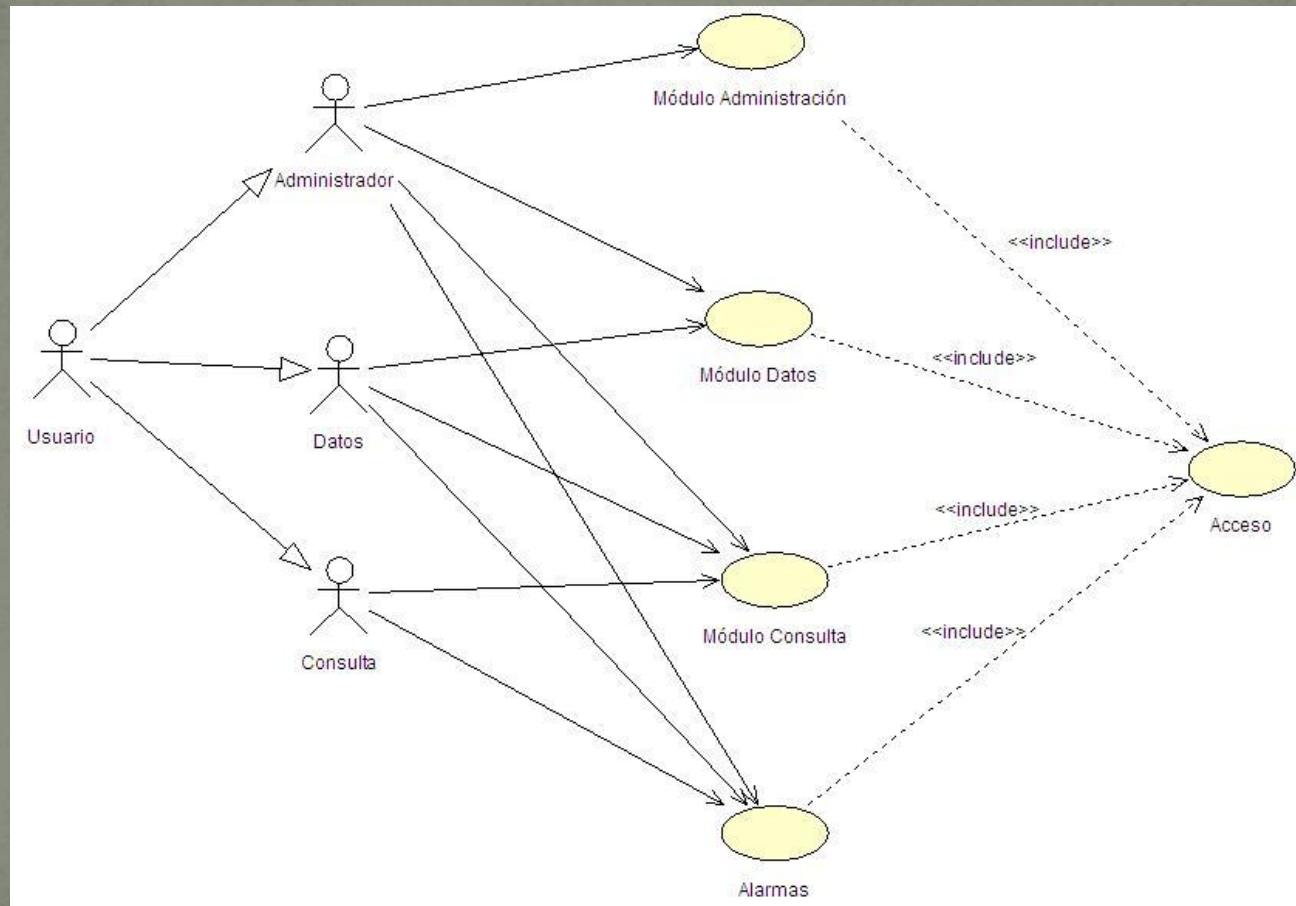 Módulo Administración
Administrador
<<include>>
<<include>>
Módulo Datos
Usuario
Datos
<<include>>
Acceso
Módulo Consulta
<<include>>
Consulta
Alarmas